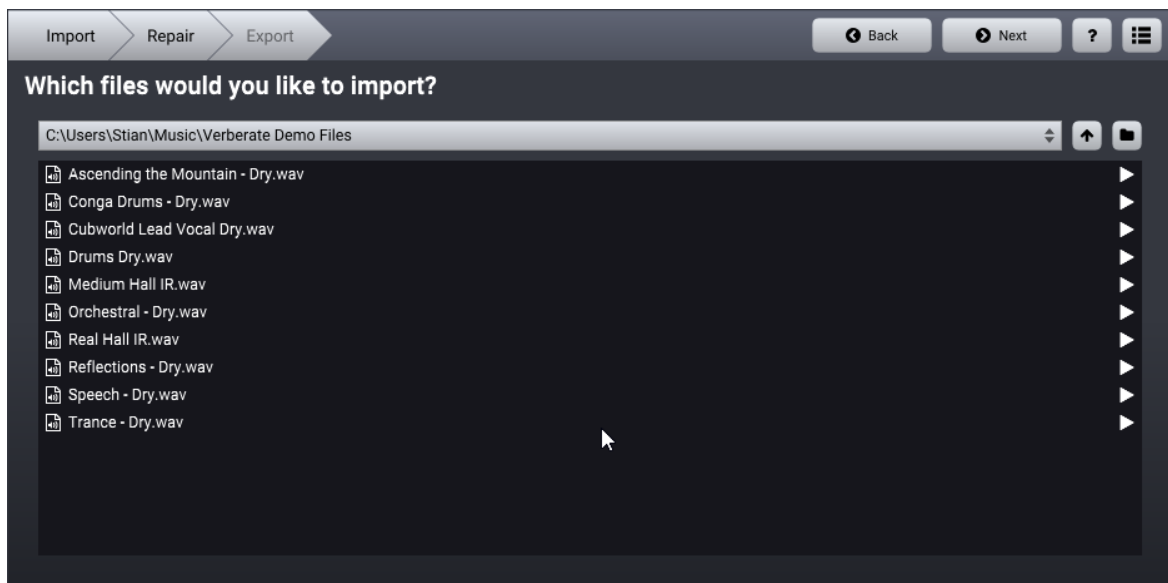 Import Repair Export Back Next ?
Which files would you like to import?
C:\Users\Stian\Music\Verberate Demo Files
Ascending the Mountain - Dry.wav
Conga Drums - Dry.wav
Cubworld Lead Vocal Dry.wav
Drums Dry.wav
Medium Hall IR.wav
Orchestral - Dry.wav
Real Hall IR.wav
Reflections - Dry.wav
Speech - Dry.wav
Trance - Dry.wav